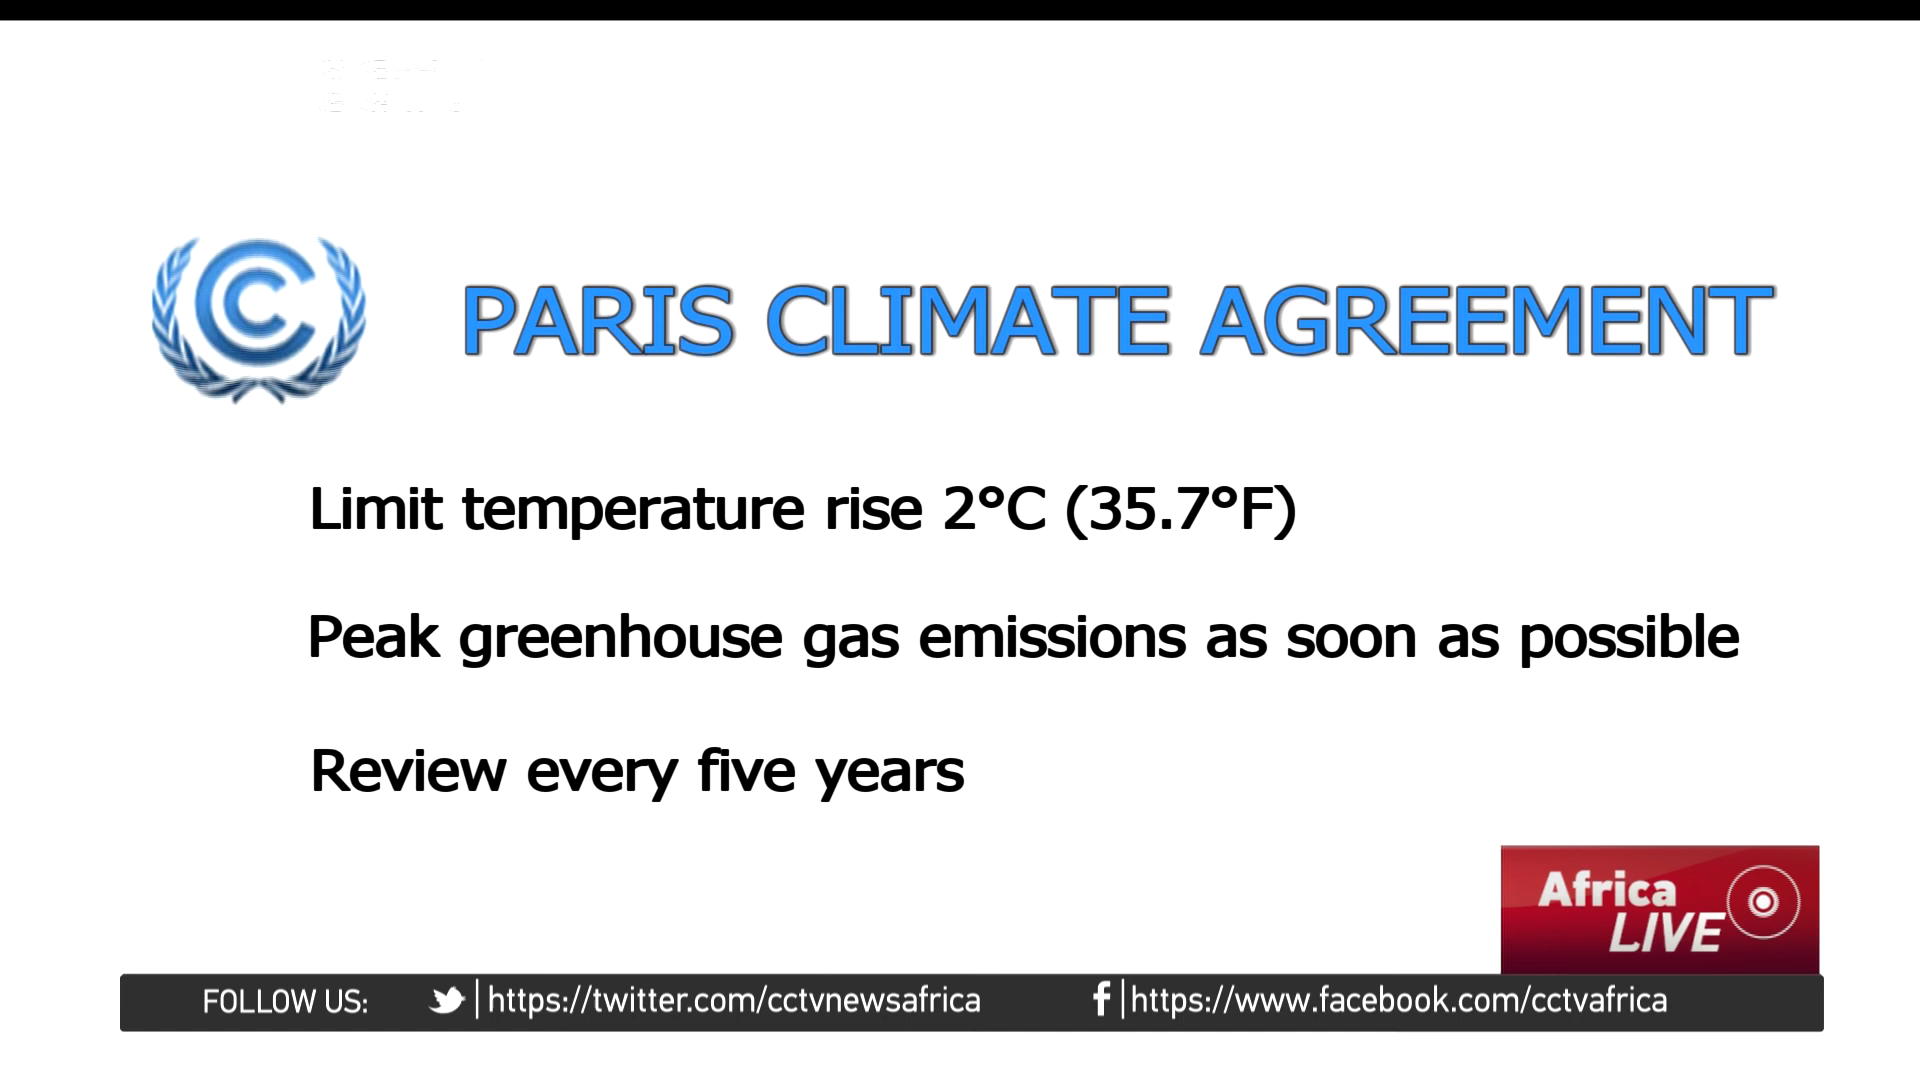 PARIS CLIMATE AGREEMENT
Limit temperature rise 2°C (35.7°F)
Peak greenhouse gas emissions as soon as possible
Review every five years
Africa
LIVE
FOLLOW US: | https://twitter.com/cctvnewsafrica f | https://www.facebook.com/cctvafrica